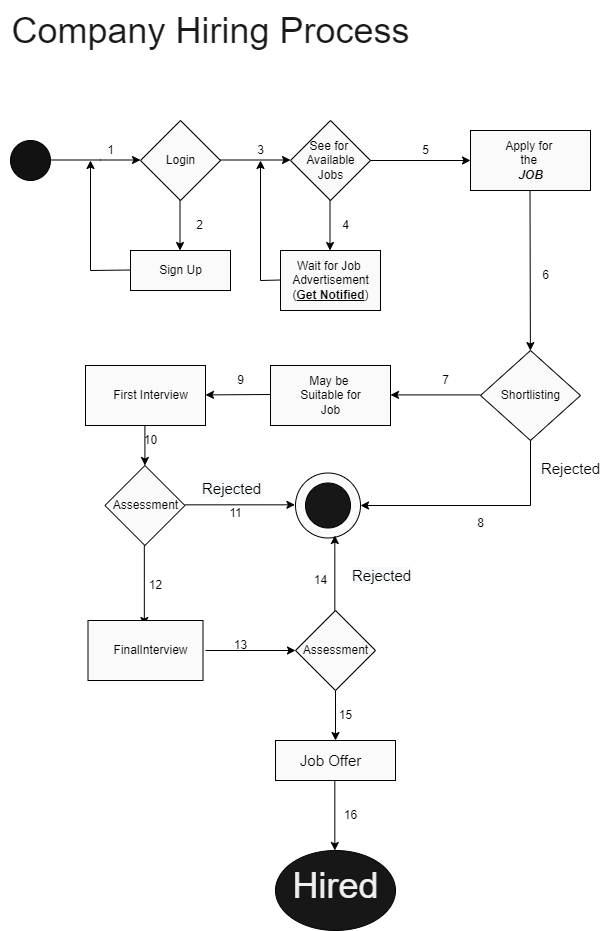 Company Hiring Process
1
Login
2
Sign Up
3
See for
Available
Jobs
4
Wait for Job
Advertisement
(Get Notified)
5
Apply for
the
JOB
6
Shortlisting
7
Rejected
8
May be
Suitable for
Job
9
First Interview
10
Assessment
Rejected
11
12
FinalInterview
13
Assessment
14
Rejected
15
Job Offer
16
Hired